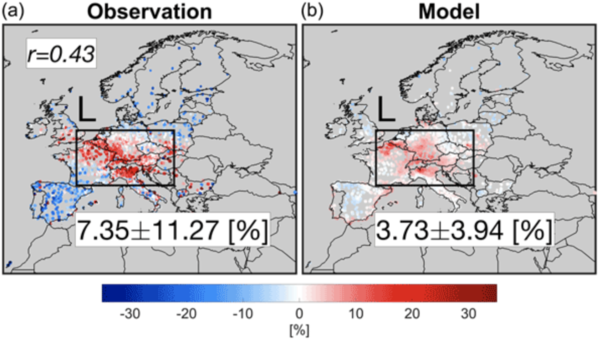 (a) Observation
r=0.43
L
7.35±11.27 [%]
(b) Model
L
3.73±3.94 [%]
-30 -20 -10 0 10 20 30
[%]